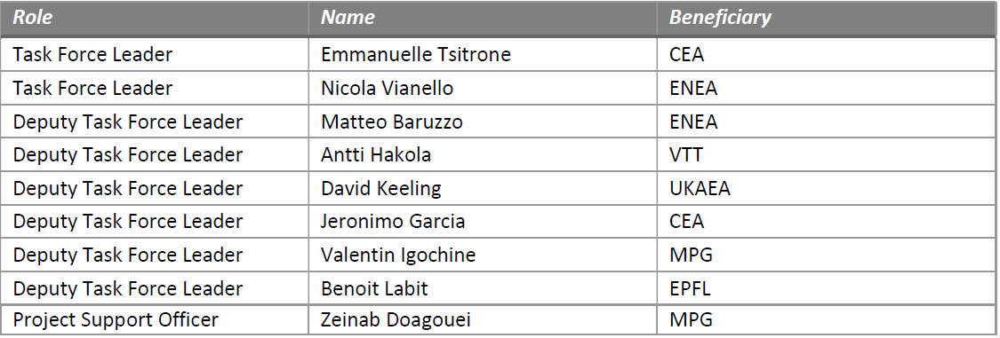 Role Name Beneficiary
Task Force Leader Emmanuelle Tsitrone CEA
Task Force Leader Nicola Vianello ENEA
Deputy Task Force Leader Matteo Baruzzo ENEA
Deputy Task Force Leader Antti Hakola VTT
Deputy Task Force Leader David Keeling UKAEA
Deputy Task Force Leader Jeronimo Garcia CEA
Deputy Task Force Leader Valentin Igochine MPG
Deputy Task Force Leader Benoit Labit EPFL
Project Support Officer Zeinab Doagouei MPG